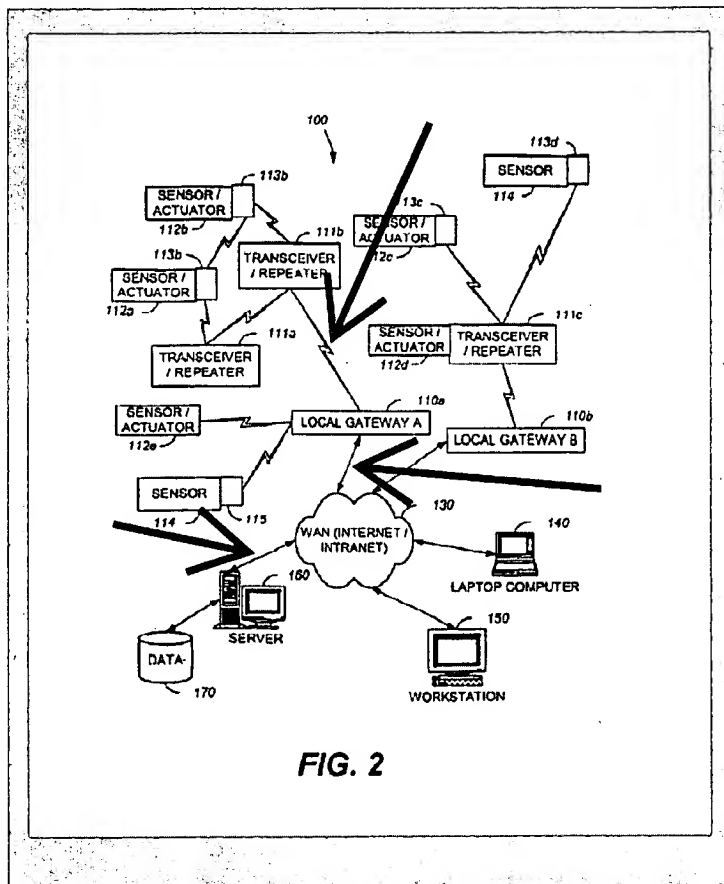 100
113b
113d
SENSOR /
ACTUATOR
112b
SENSOR
114
13c
SENSOR /
ACTUATOR
12c
111b
TRANSCEIVER
/ REPEATER
113b
SENSOR /
ACTUATOR
112a
111a
TRANSCEIVER
/ REPEATER
111c
SENSOR /
ACTUATOR
112d
TRANSCEIVER
/ REPEATER
110a
LOCAL GATEWAY A
110b
LOCAL GATEWAY B
SENSOR /
ACTUATOR
112e
SENSOR
114
115
130
WAN (INTERNET /
INTRANET)
140
LAPTOP COMPUTER
160
SERVER
150
WORKSTATION
DATA-
170
FIG. 2